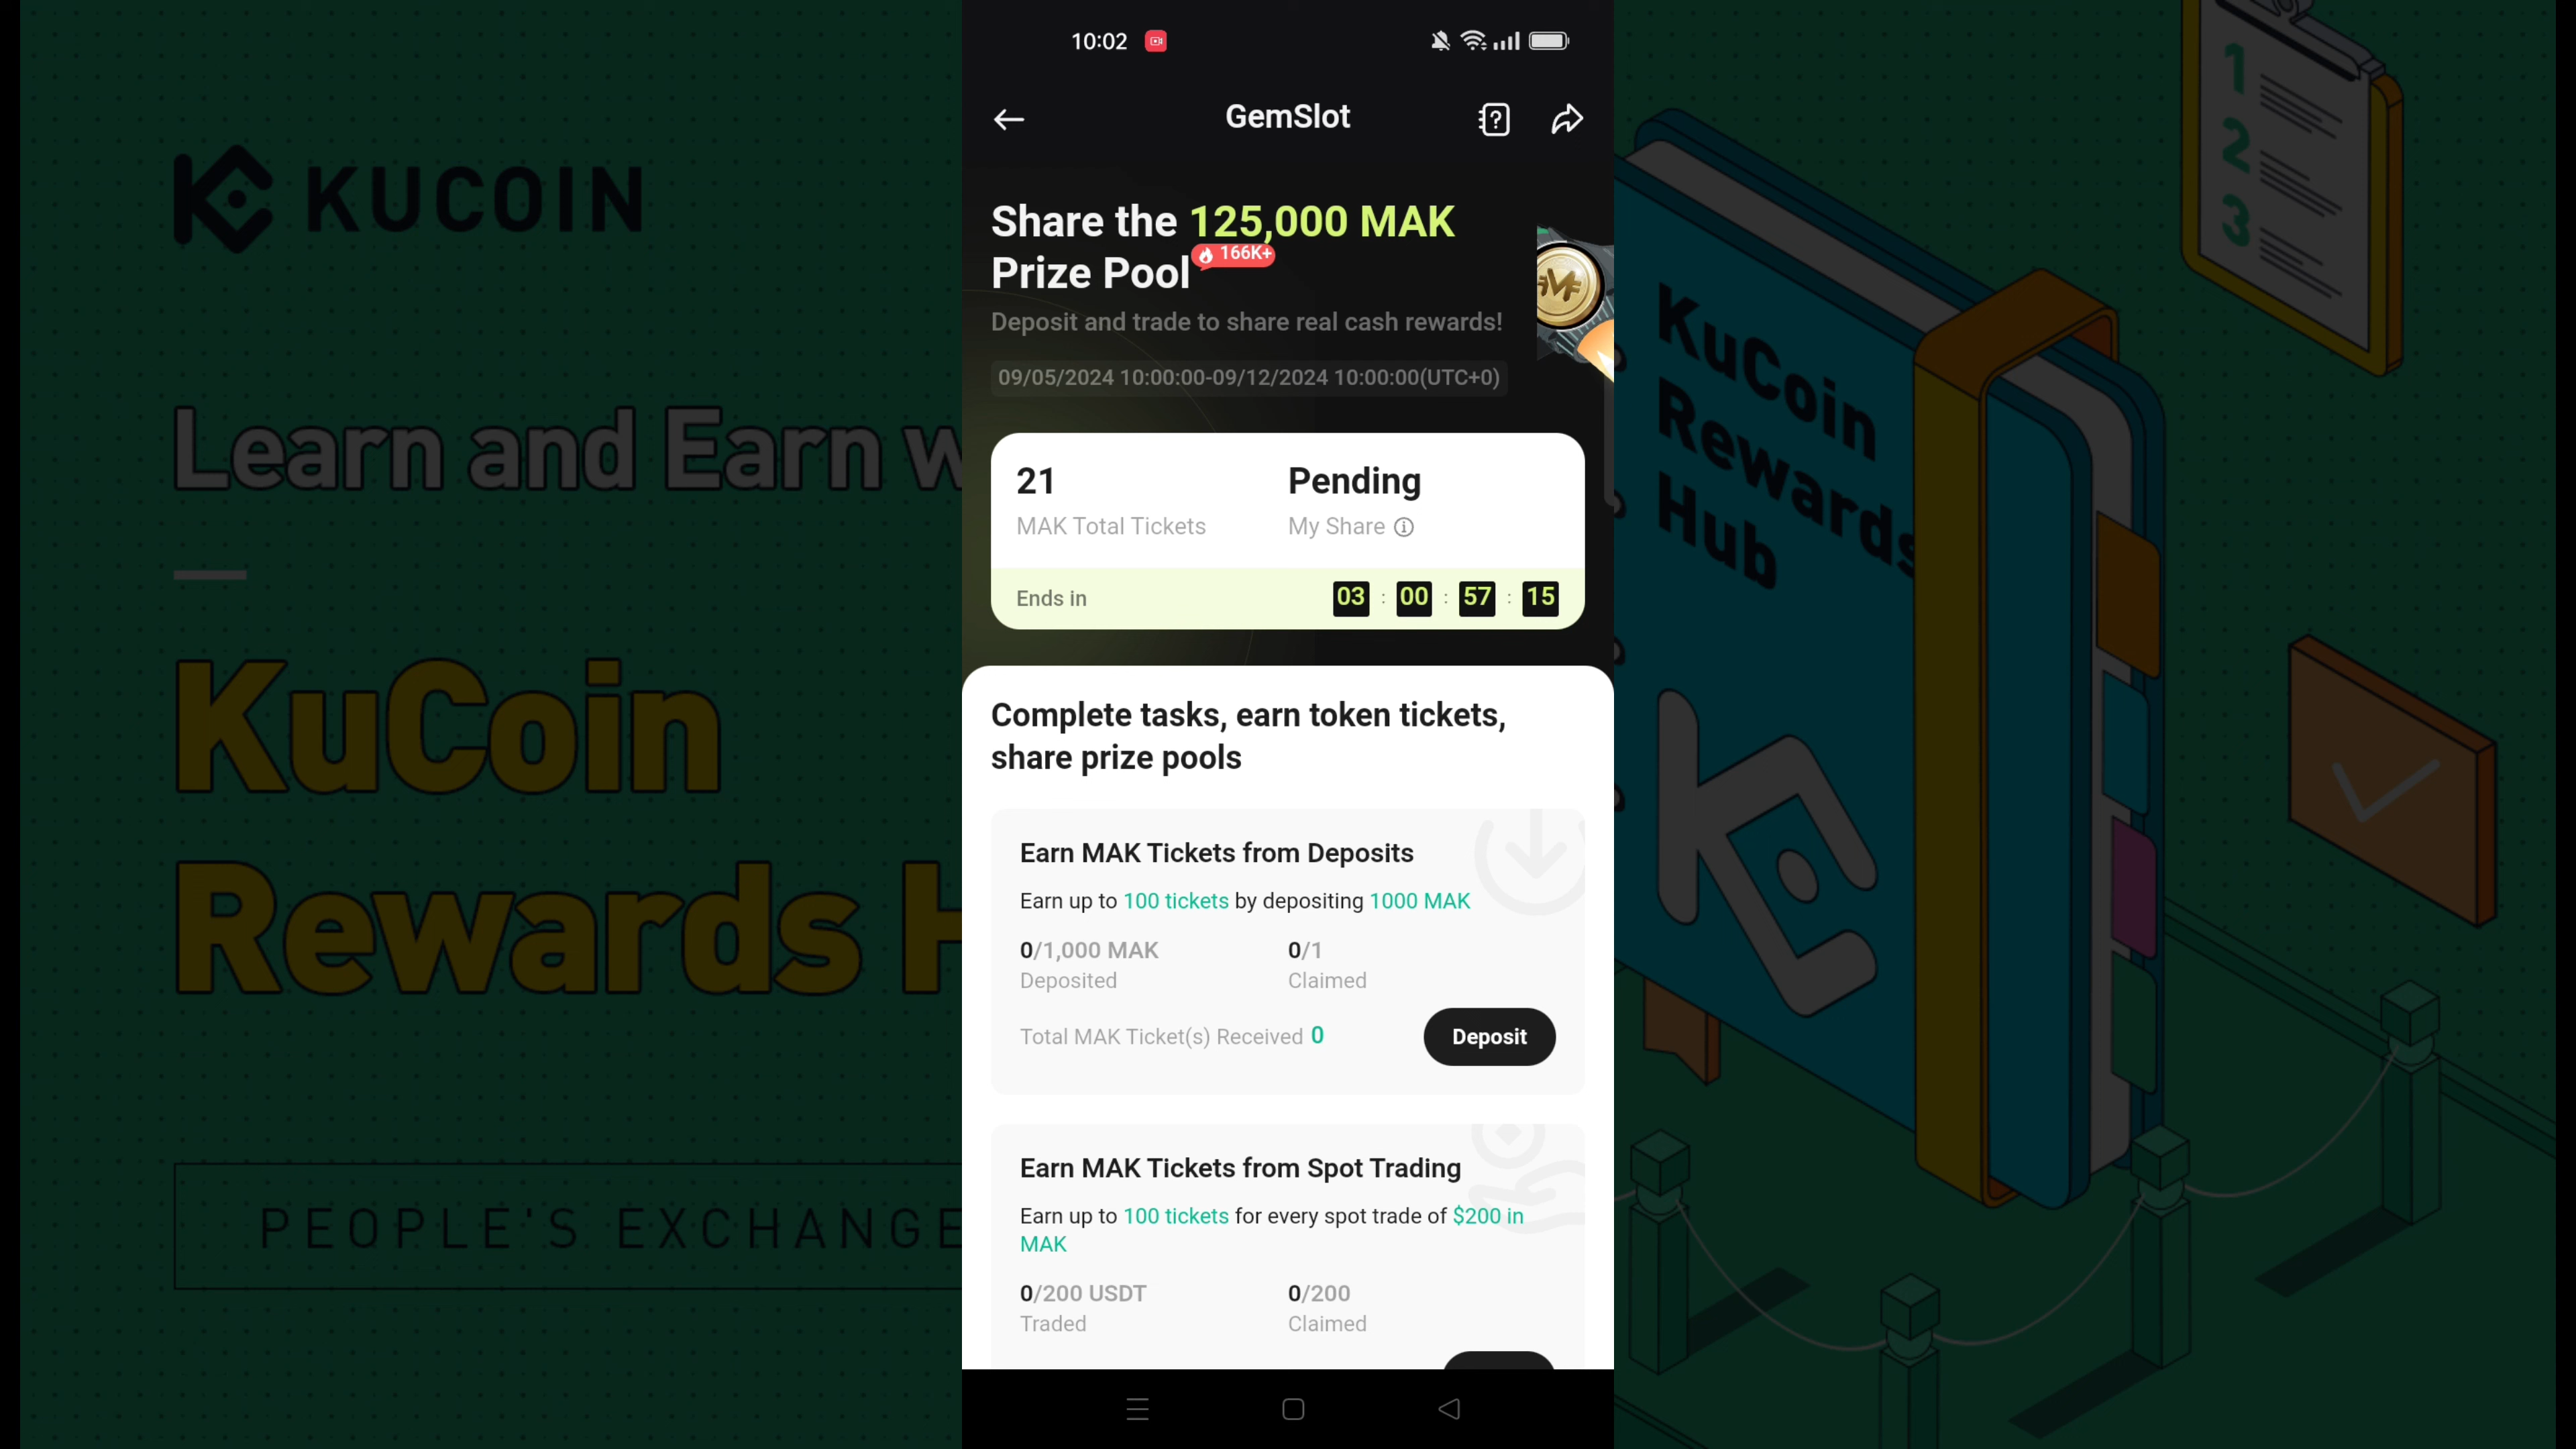 KUCOIN
Learn and Earn w
KuCoin
Rewards H
PEOPLE'S EXCHANGE
10:02
GemSlot
Share the 125,000 MAK
Prize Pool 166K+
Deposit and trade to share real cash rewards!
09/05/2024 10:00:00-09/12/2024 10:00:00(UTC+0)
21
MAK Total Tickets
Pending
My Share
Ends in 03 : 00 : 57 : 15
Complete tasks, earn token tickets,
share prize pools
Earn MAK Tickets from Deposits
Earn up to 100 tickets by depositing 1000 MAK
0/1,000 MAK
Deposited
0/1
Claimed
Total MAK Ticket(s) Received 0
Deposit
Earn MAK Tickets from Spot Trading
Earn up to 100 tickets for every spot trade of $200 in
MAK
0/200 USDT
Traded
0/200
Claimed
KuCoin
Rewards
Hub
1
2
3